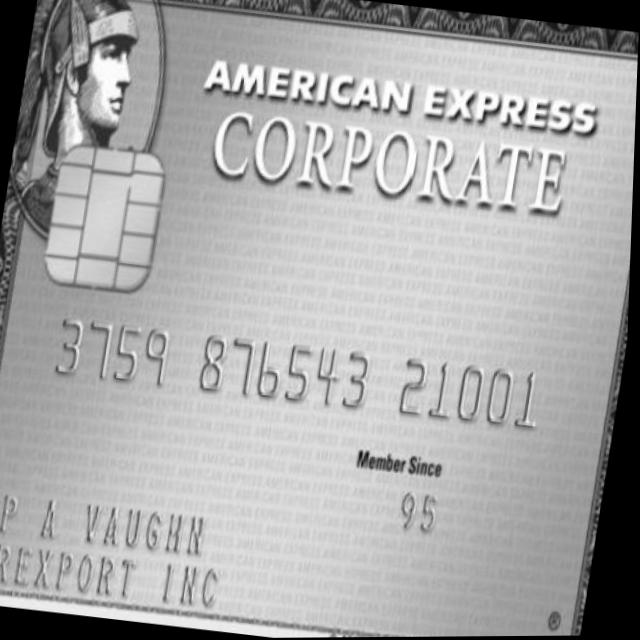 AMERICAN EXPRESS
CORPORATE
3759 876543 21001
Member Since
95
P A VAUGHN
REXPORT INC
®